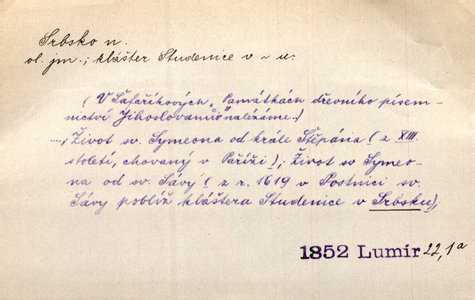 Srbsko n.
ol. jm.; klášter Studenice v ~ u.
(V Šafaříkových „Památkách dřevního písem-
nictví Jihoslovanův" nalézáme.)
...; Život sv. Symeona od krále Štěpána (z XIII.
století, chovaný v Paříži); Život sv Syme-
ona od sv. Sávy (z r. 1619 v Postnici sv.
Sávy poblíž kláštera Studenice v Srbsku);
1852 Lumír 22,1a